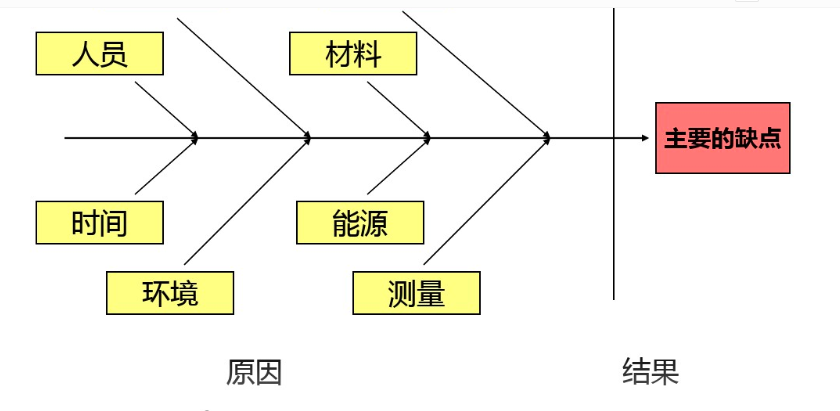 人员
材料
主要的缺点
时间
能源
环境
测量
原因
结果